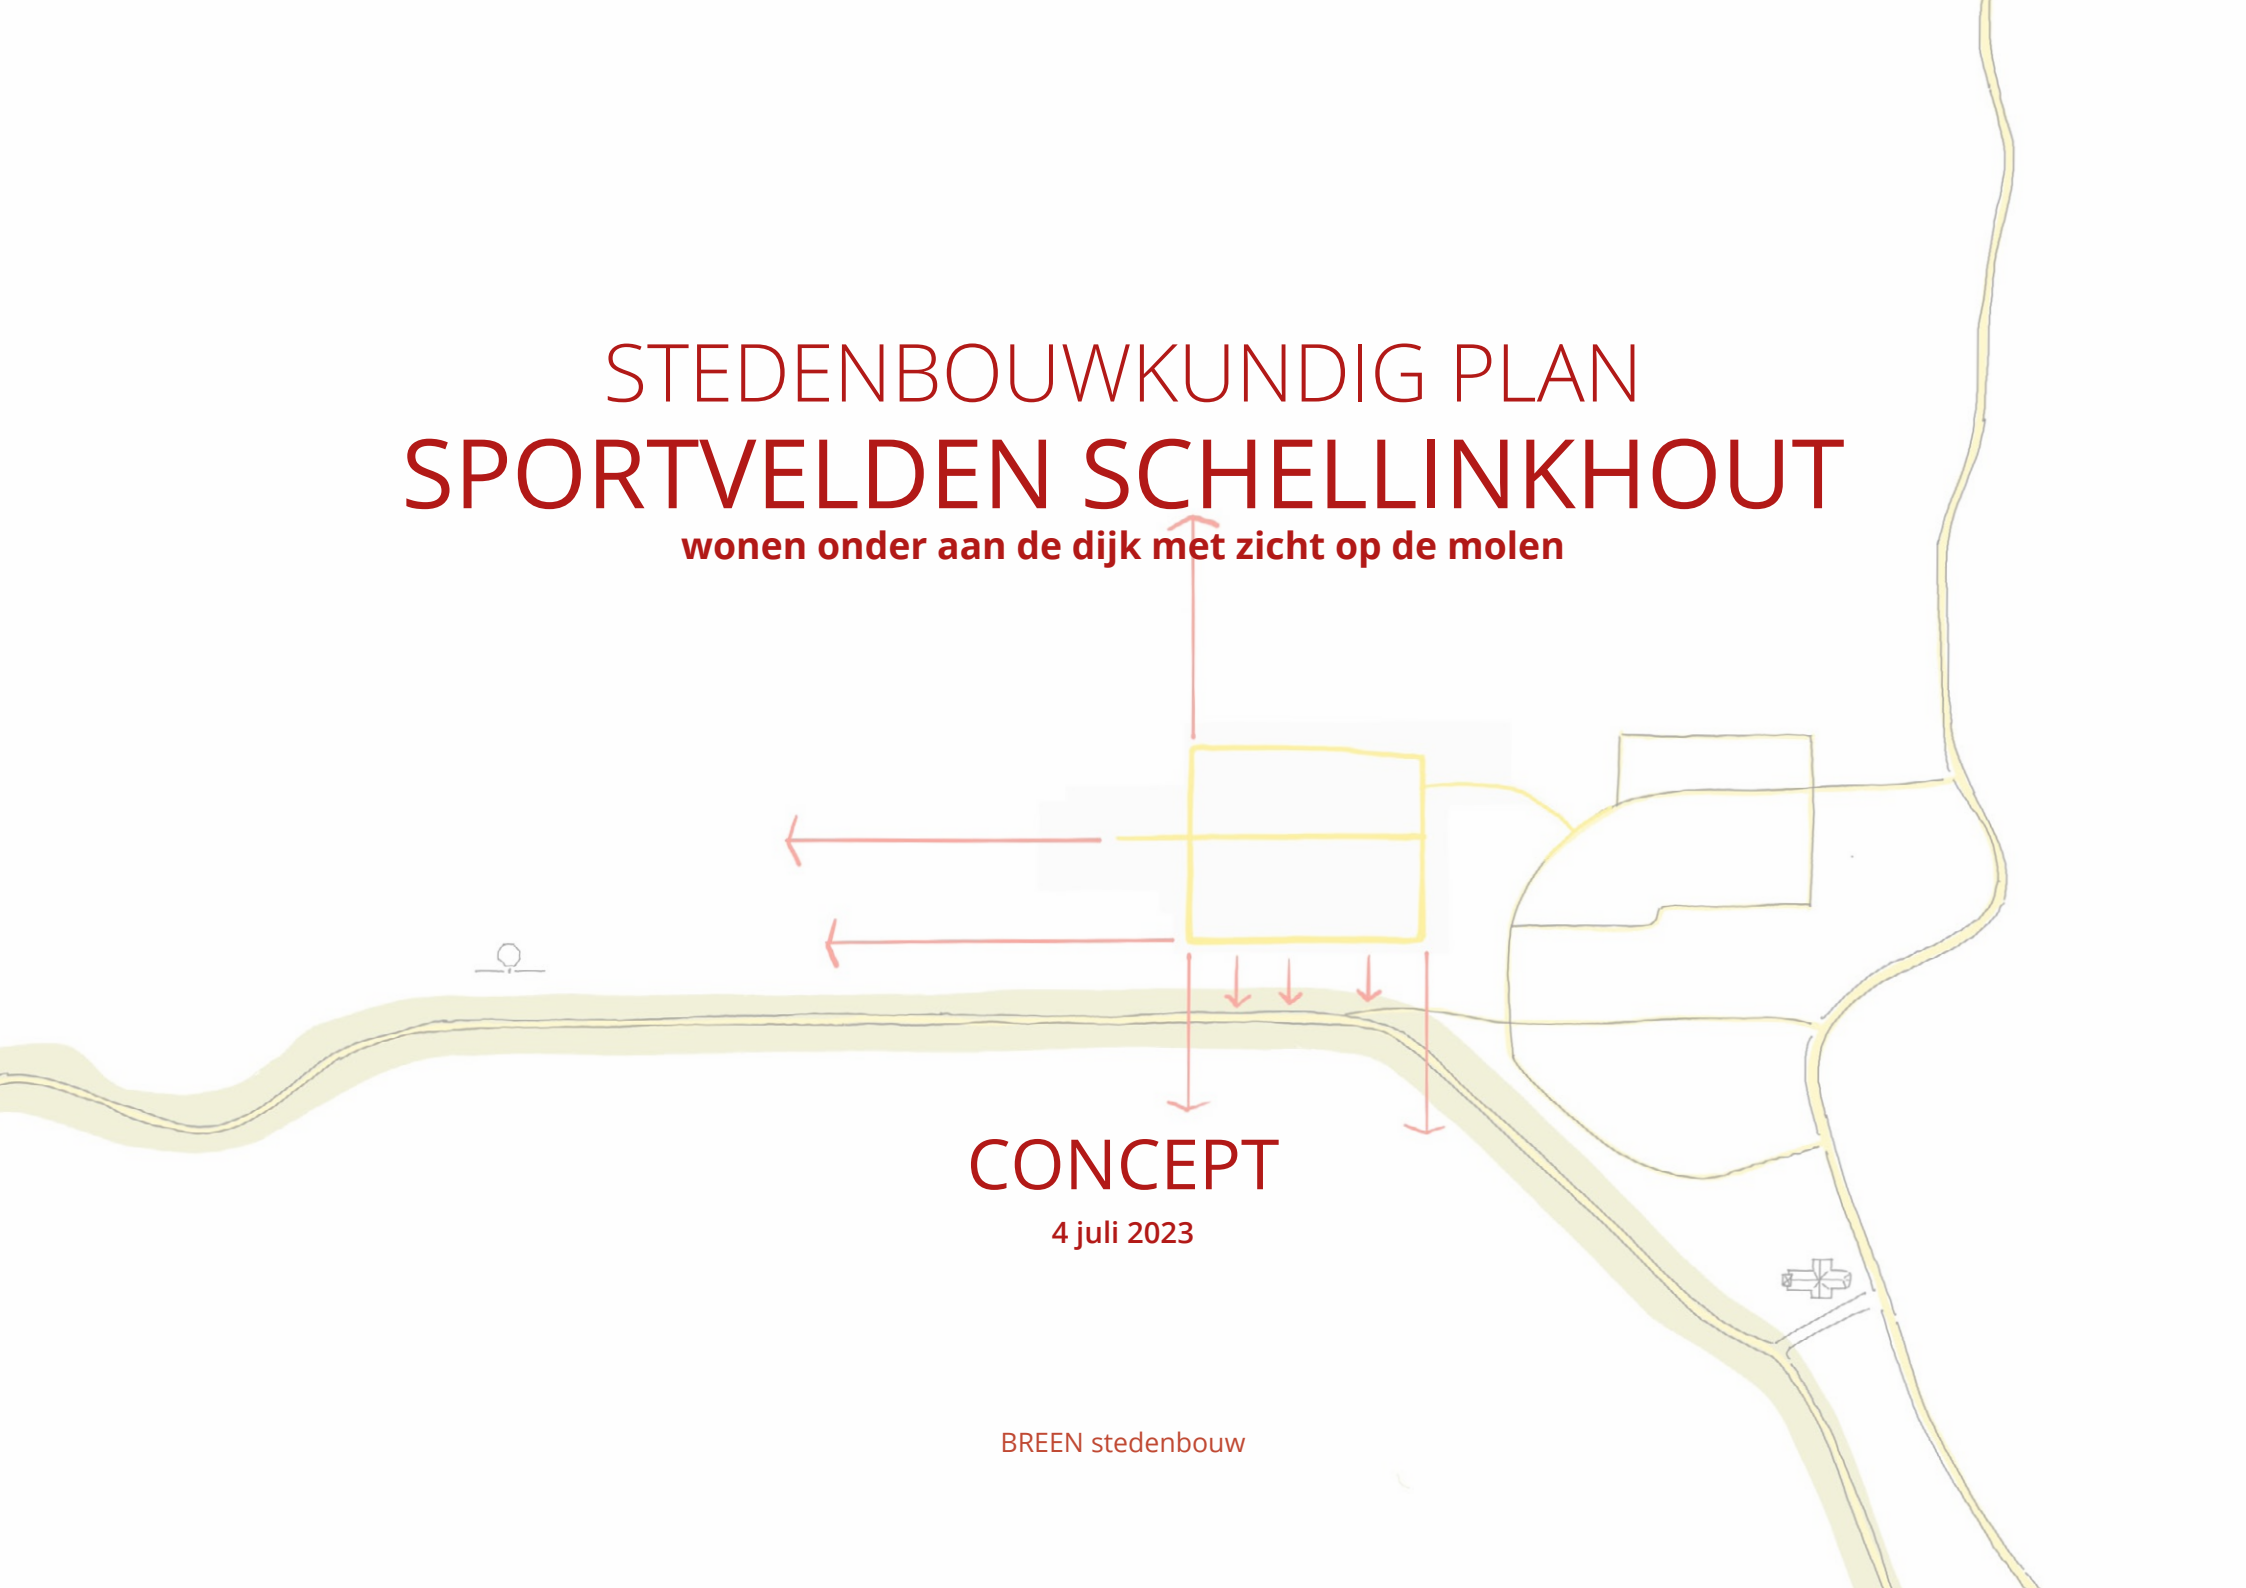 STEDENBOUWKUNDIG PLAN
SPORTVELDEN SCHELLINKHOUT
wonen onder aan de dijk met zicht op de molen
CONCEPT
4 juli 2023
BREEN stedenbouw